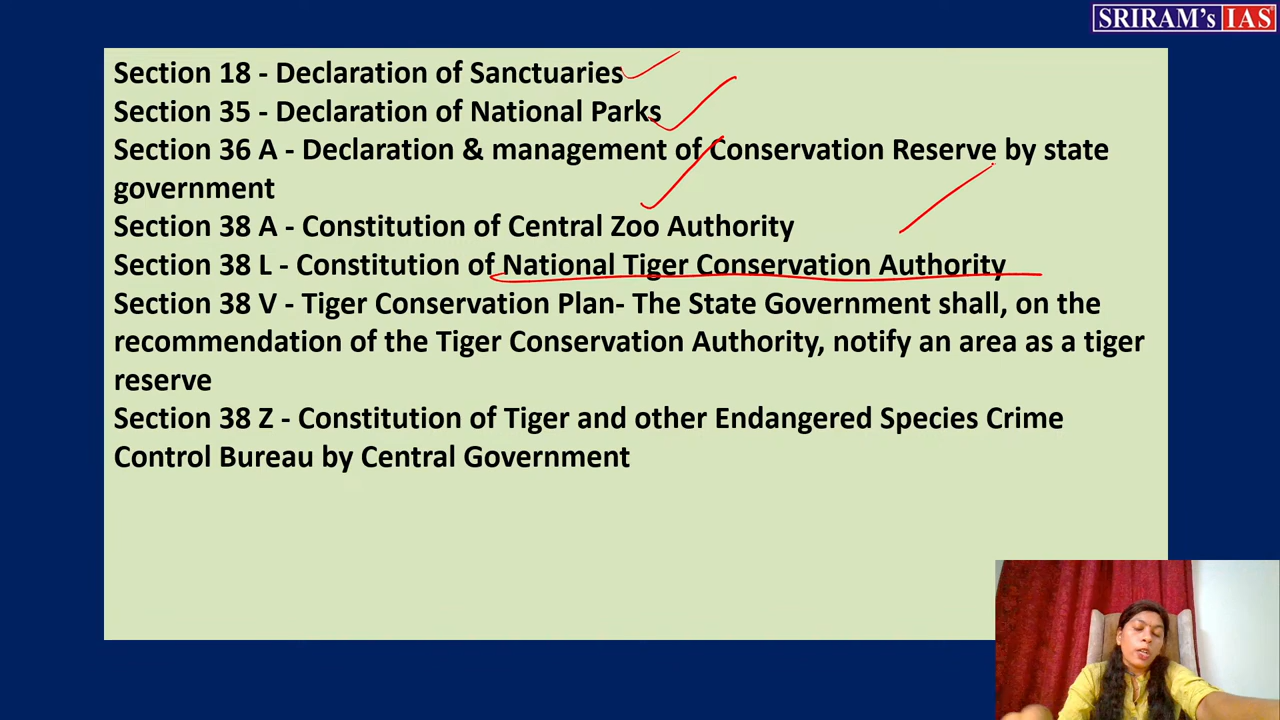 SRIRAM's IAS
Section 18 - Declaration of Sanctuaries
Section 35 - Declaration of National Parks
Section 36 A - Declaration & management of Conservation Reserve by state
government
Section 38 A - Constitution of Central Zoo Authority
Section 38 L - Constitution of National Tiger Conservation Authority
Section 38 V - Tiger Conservation Plan- The State Government shall, on the
recommendation of the Tiger Conservation Authority, notify an area as a tiger
reserve
Section 38 Z - Constitution of Tiger and other Endangered Species Crime
Control Bureau by Central Government